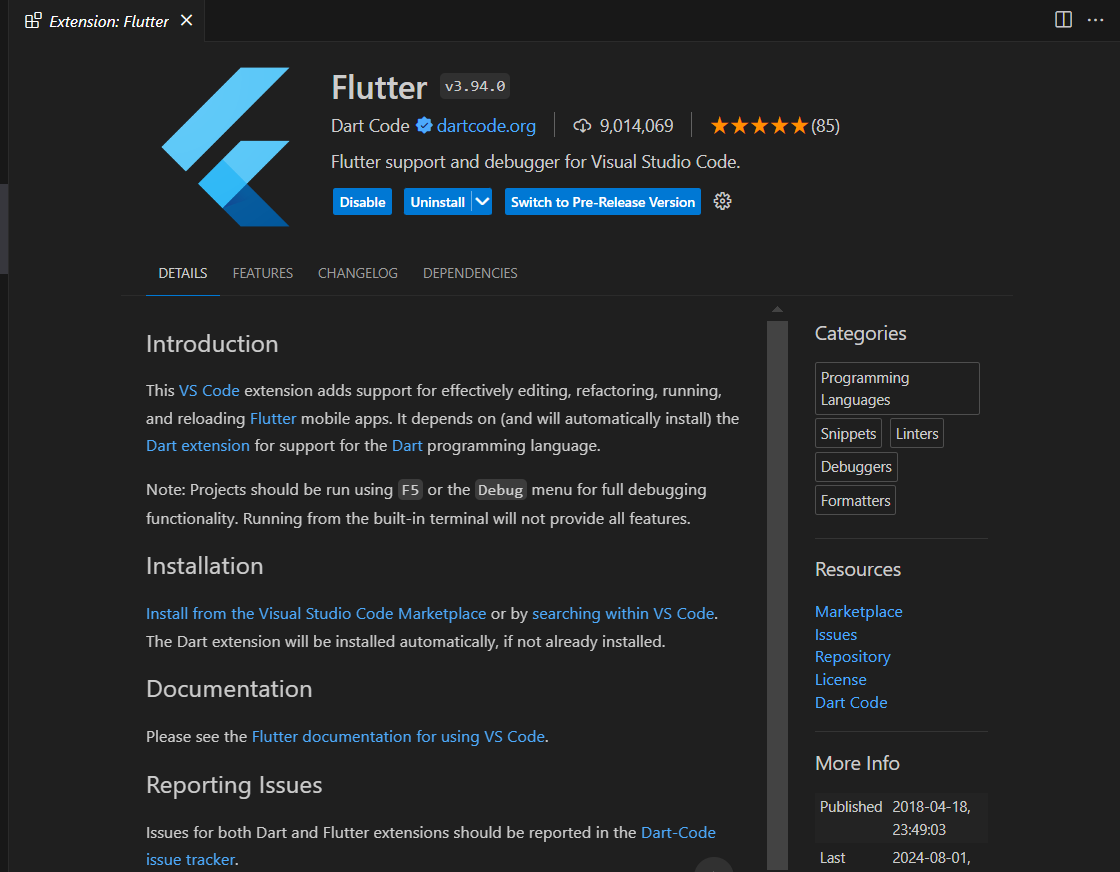 Extension: Flutter
Flutter v3.94.0
Dart Code dartcode.org 9,014,069 (85)
Flutter support and debugger for Visual Studio Code.
Disable Uninstall Switch to Pre-Release Version
DETAILS FEATURES CHANGELOG DEPENDENCIES
Introduction
This VS Code extension adds support for effectively editing, refactoring, running,
and reloading Flutter mobile apps. It depends on (and will automatically install) the
Dart extension for support for the Dart programming language.
Note: Projects should be run using F5 or the Debug menu for full debugging
functionality. Running from the built-in terminal will not provide all features.
Installation
Install from the Visual Studio Code Marketplace or by searching within VS Code.
The Dart extension will be installed automatically, if not already installed.
Documentation
Please see the Flutter documentation for using VS Code.
Reporting Issues
Issues for both Dart and Flutter extensions should be reported in the Dart-Code
issue tracker.
Categories
Programming
Languages
Snippets Linters
Debuggers
Formatters
Resources
Marketplace
Issues
Repository
License
Dart Code
More Info
Published 2018-04-18,
23:49:03
Last 2024-08-01,